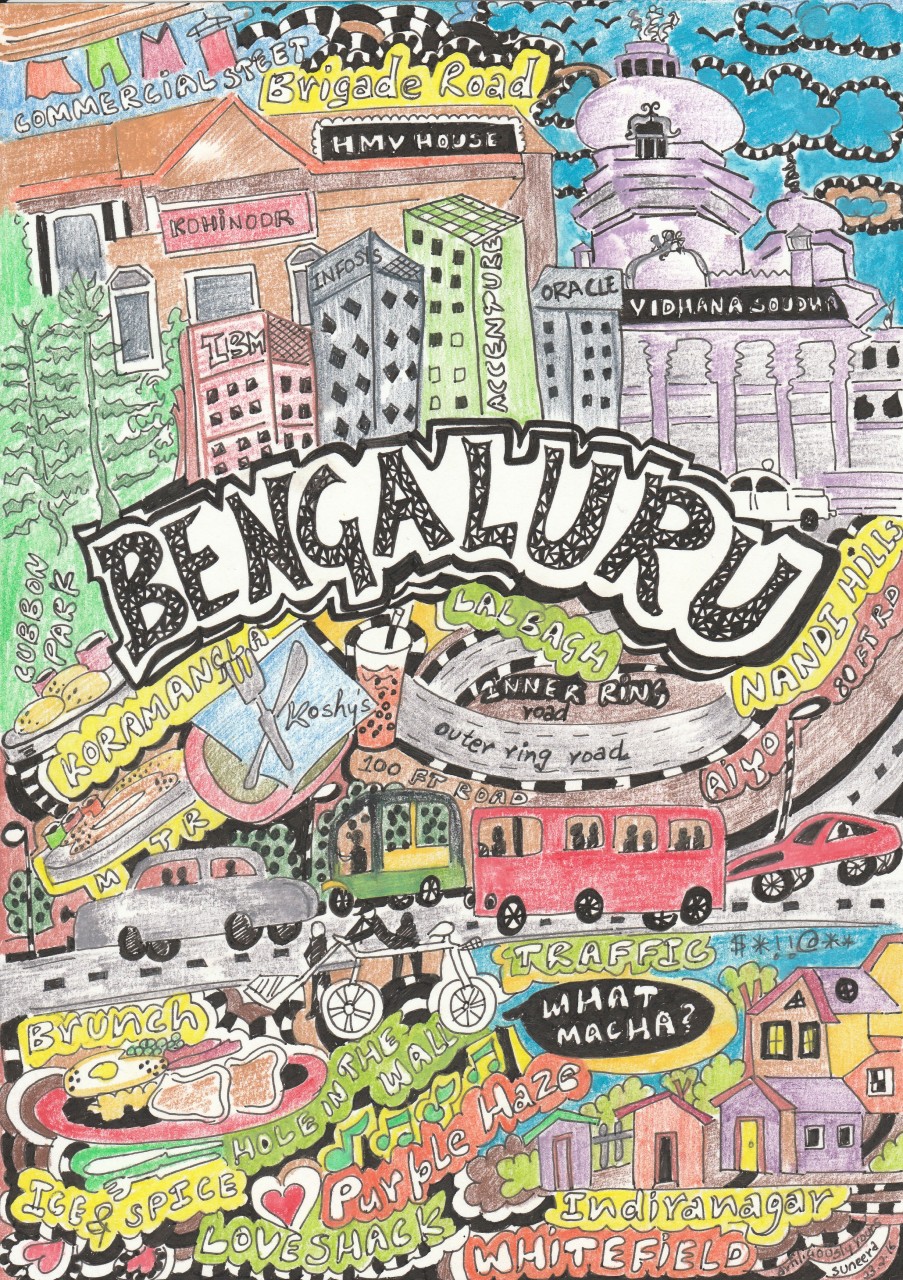 COMMERCIAL STEET
Brigade Road
HMV HOUSE
KOHINOOR
INFOSYS
ACCENTURE
ORACLE
IBM
VIDHANA SOUDHA
BENGALURU
CUBBON
PARK
LALBAGH
NANDI HILLS
80 FT RD
KORAMANGLA
Koshy's
INNER RING
road
outer ring road
AIYO
100 FT ROAD
MTR
TRAFFIC $*!!@**
WHAT
MACHA?
Brunch
HOLE IN THE
WALL
Purple Haze
ICE & SPICE
LOVESHACK
Indiranagar
WHITEFIELD
Suneera